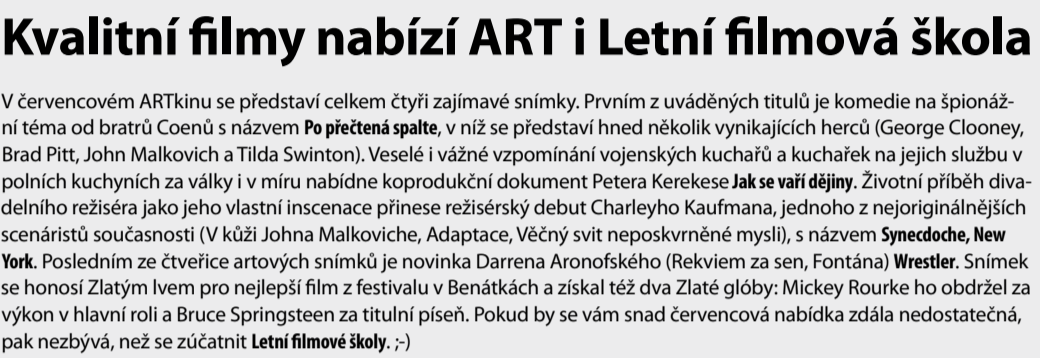 Kvalitní filmy nabízí ART i Letní filmová škola
V červencovém ARTkinu se představí celkem čtyři zajímavé snímky. Prvním z uváděných titulů je komedie na špionáž-
ní téma od bratrů Coenů s názvem Po přečtená spalte, v níž se představí hned několik vynikajících herců (George Clooney,
Brad Pitt, John Malkovich a Tilda Swinton). Veselé i vážné vzpomínání vojenských kuchařů a kuchařek na jejich službu v
polních kuchyních za války i v míru nabídne koprodukční dokument Petera Kerekese Jak se vaří dějiny. Životní příběh diva-
delního režiséra jako jeho vlastní inscenace přinese režisérský debut Charleyho Kaufmana, jednoho z nejoriginálnějších
scenáristů současnosti (V kůži Johna Malkoviche, Adaptace, Věčný svit neposkvrněné mysli), s názvem Synecdoche, New
York. Posledním ze čtveřice artových snímků je novinka Darrena Aronofského (Rekviem za sen, Fontána) Wrestler. Snímek
se honosí Zlatým lvem pro nejlepší film z festivalu v Benátkách a získal též dva Zlaté glóby: Mickey Rourke ho obdržel za
výkon v hlavní roli a Bruce Springsteen za titulní píseň. Pokud by se vám snad červencová nabídka zdála nedostatečná,
pak nezbývá, než se zúčatnit Letní filmové školy. ;-)